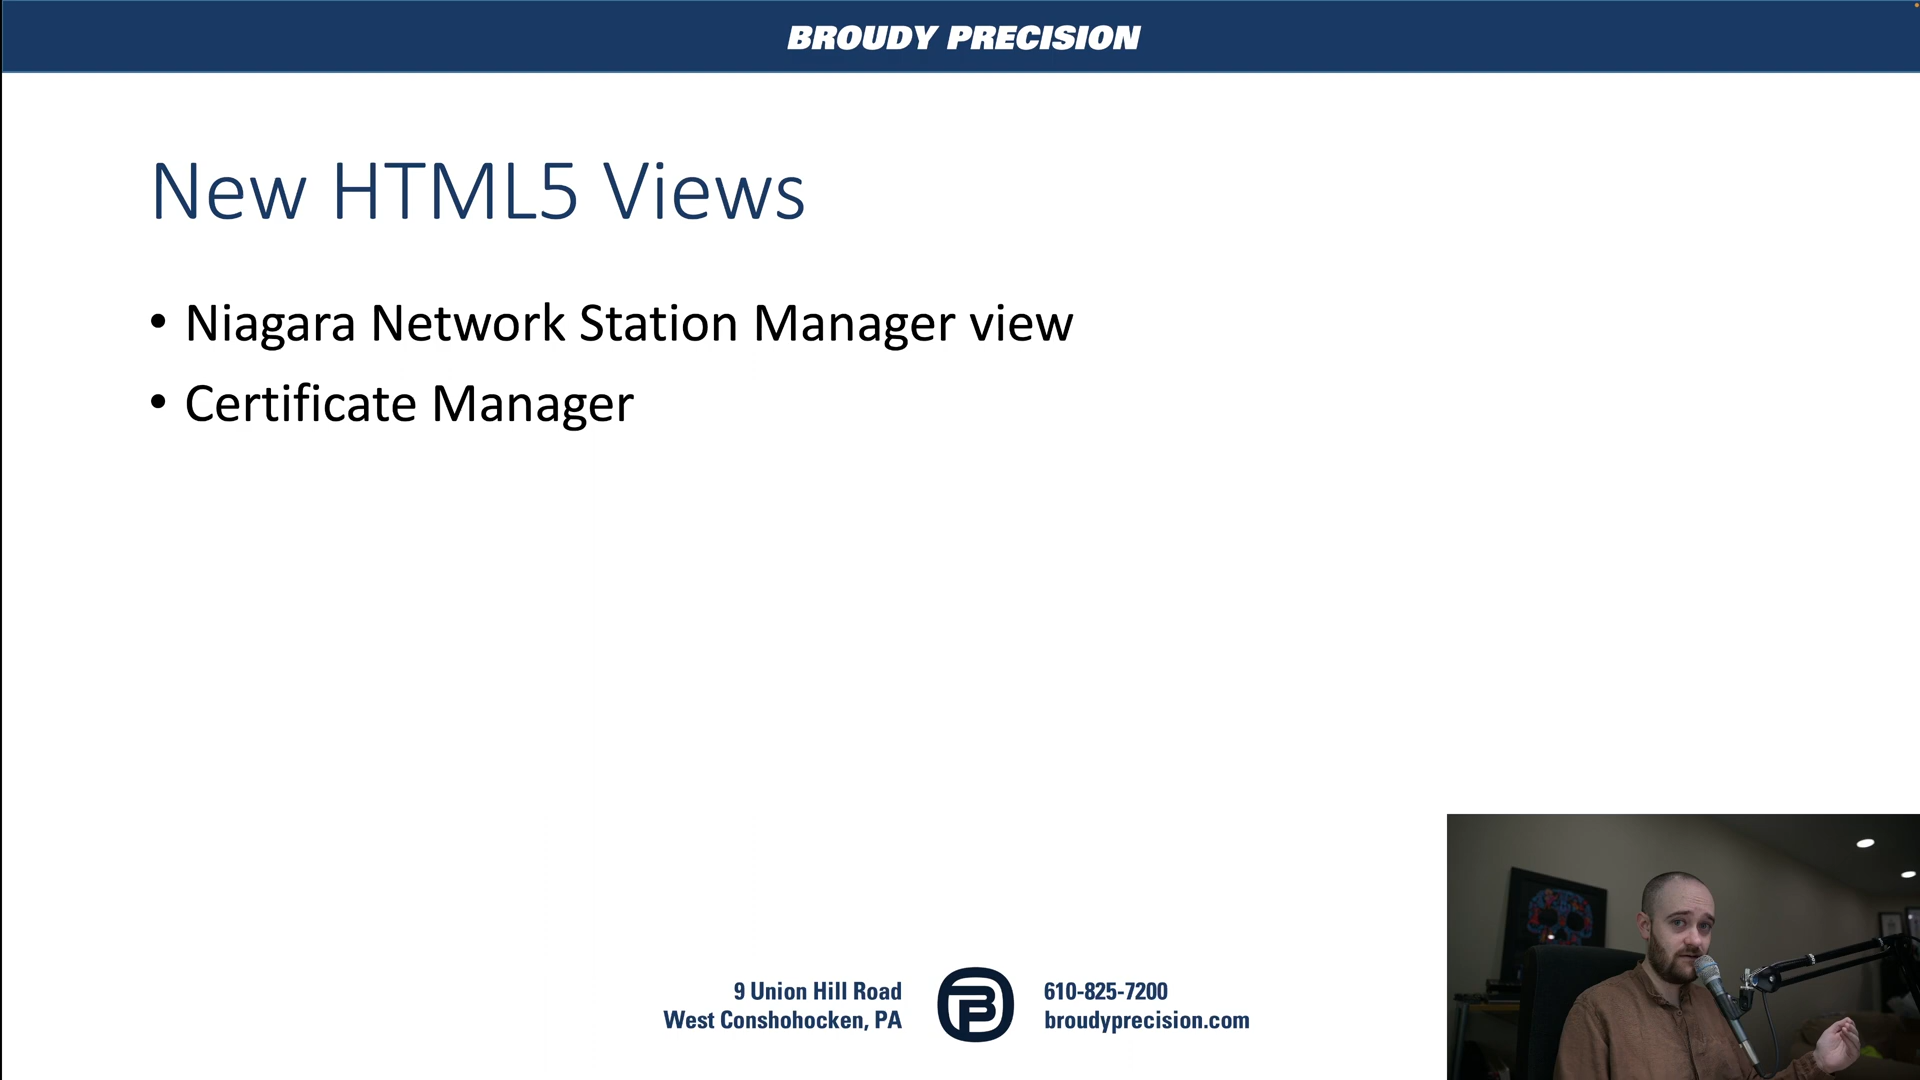 BROUDY PRECISION
New HTML5 Views
• Niagara Network Station Manager view
• Certificate Manager
9 Union Hill Road
West Conshohocken, PA
610-825-7200
broudyprecision.com